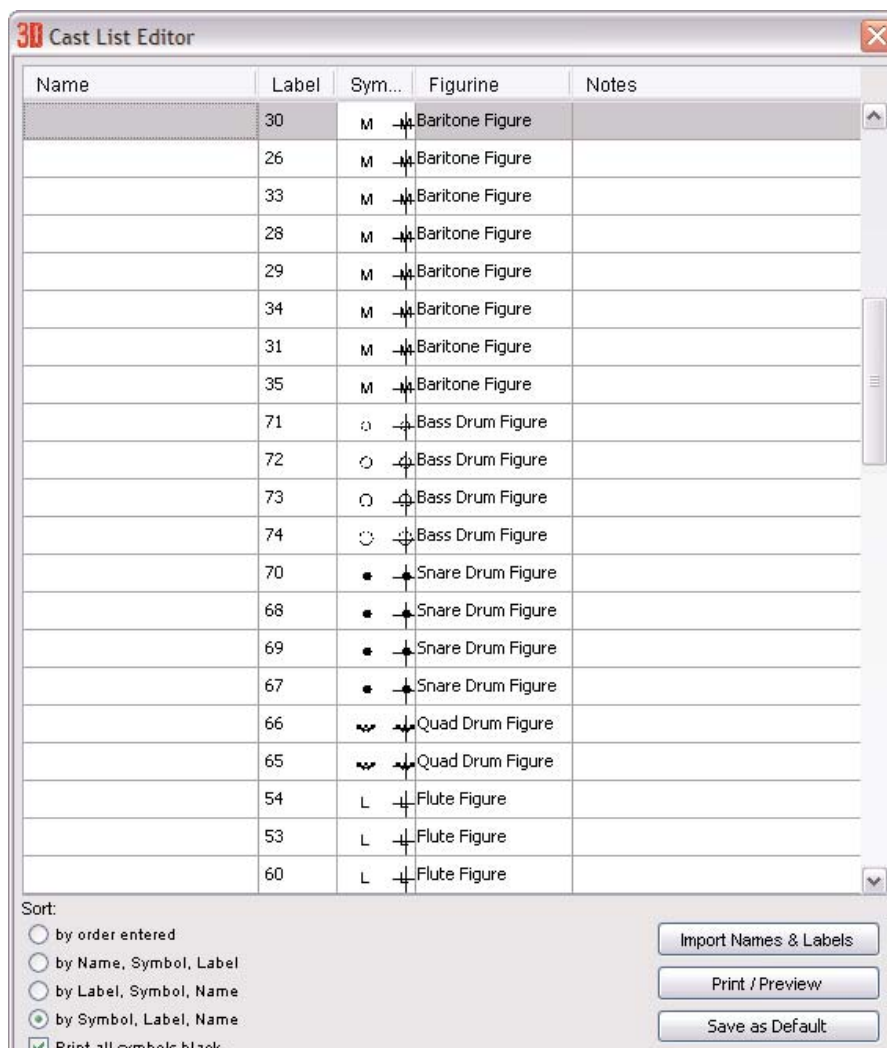 3D Cast List Editor
Name Label Sym... Figurine Notes
30 M M Baritone Figure
26 M M Baritone Figure
33 M M Baritone Figure
28 M M Baritone Figure
29 M M Baritone Figure
34 M M Baritone Figure
31 M M Baritone Figure
35 M M Baritone Figure
71 Bass Drum Figure
72 Bass Drum Figure
73 Bass Drum Figure
74 Bass Drum Figure
70 Snare Drum Figure
68 Snare Drum Figure
69 Snare Drum Figure
67 Snare Drum Figure
66 Quad Drum Figure
65 Quad Drum Figure
54 L L Flute Figure
53 L L Flute Figure
60 L L Flute Figure
Sort:
by order entered
by Name, Symbol, Label
by Label, Symbol, Name
by Symbol, Label, Name
Print all symbols black
Import Names & Labels
Print / Preview
Save as Default